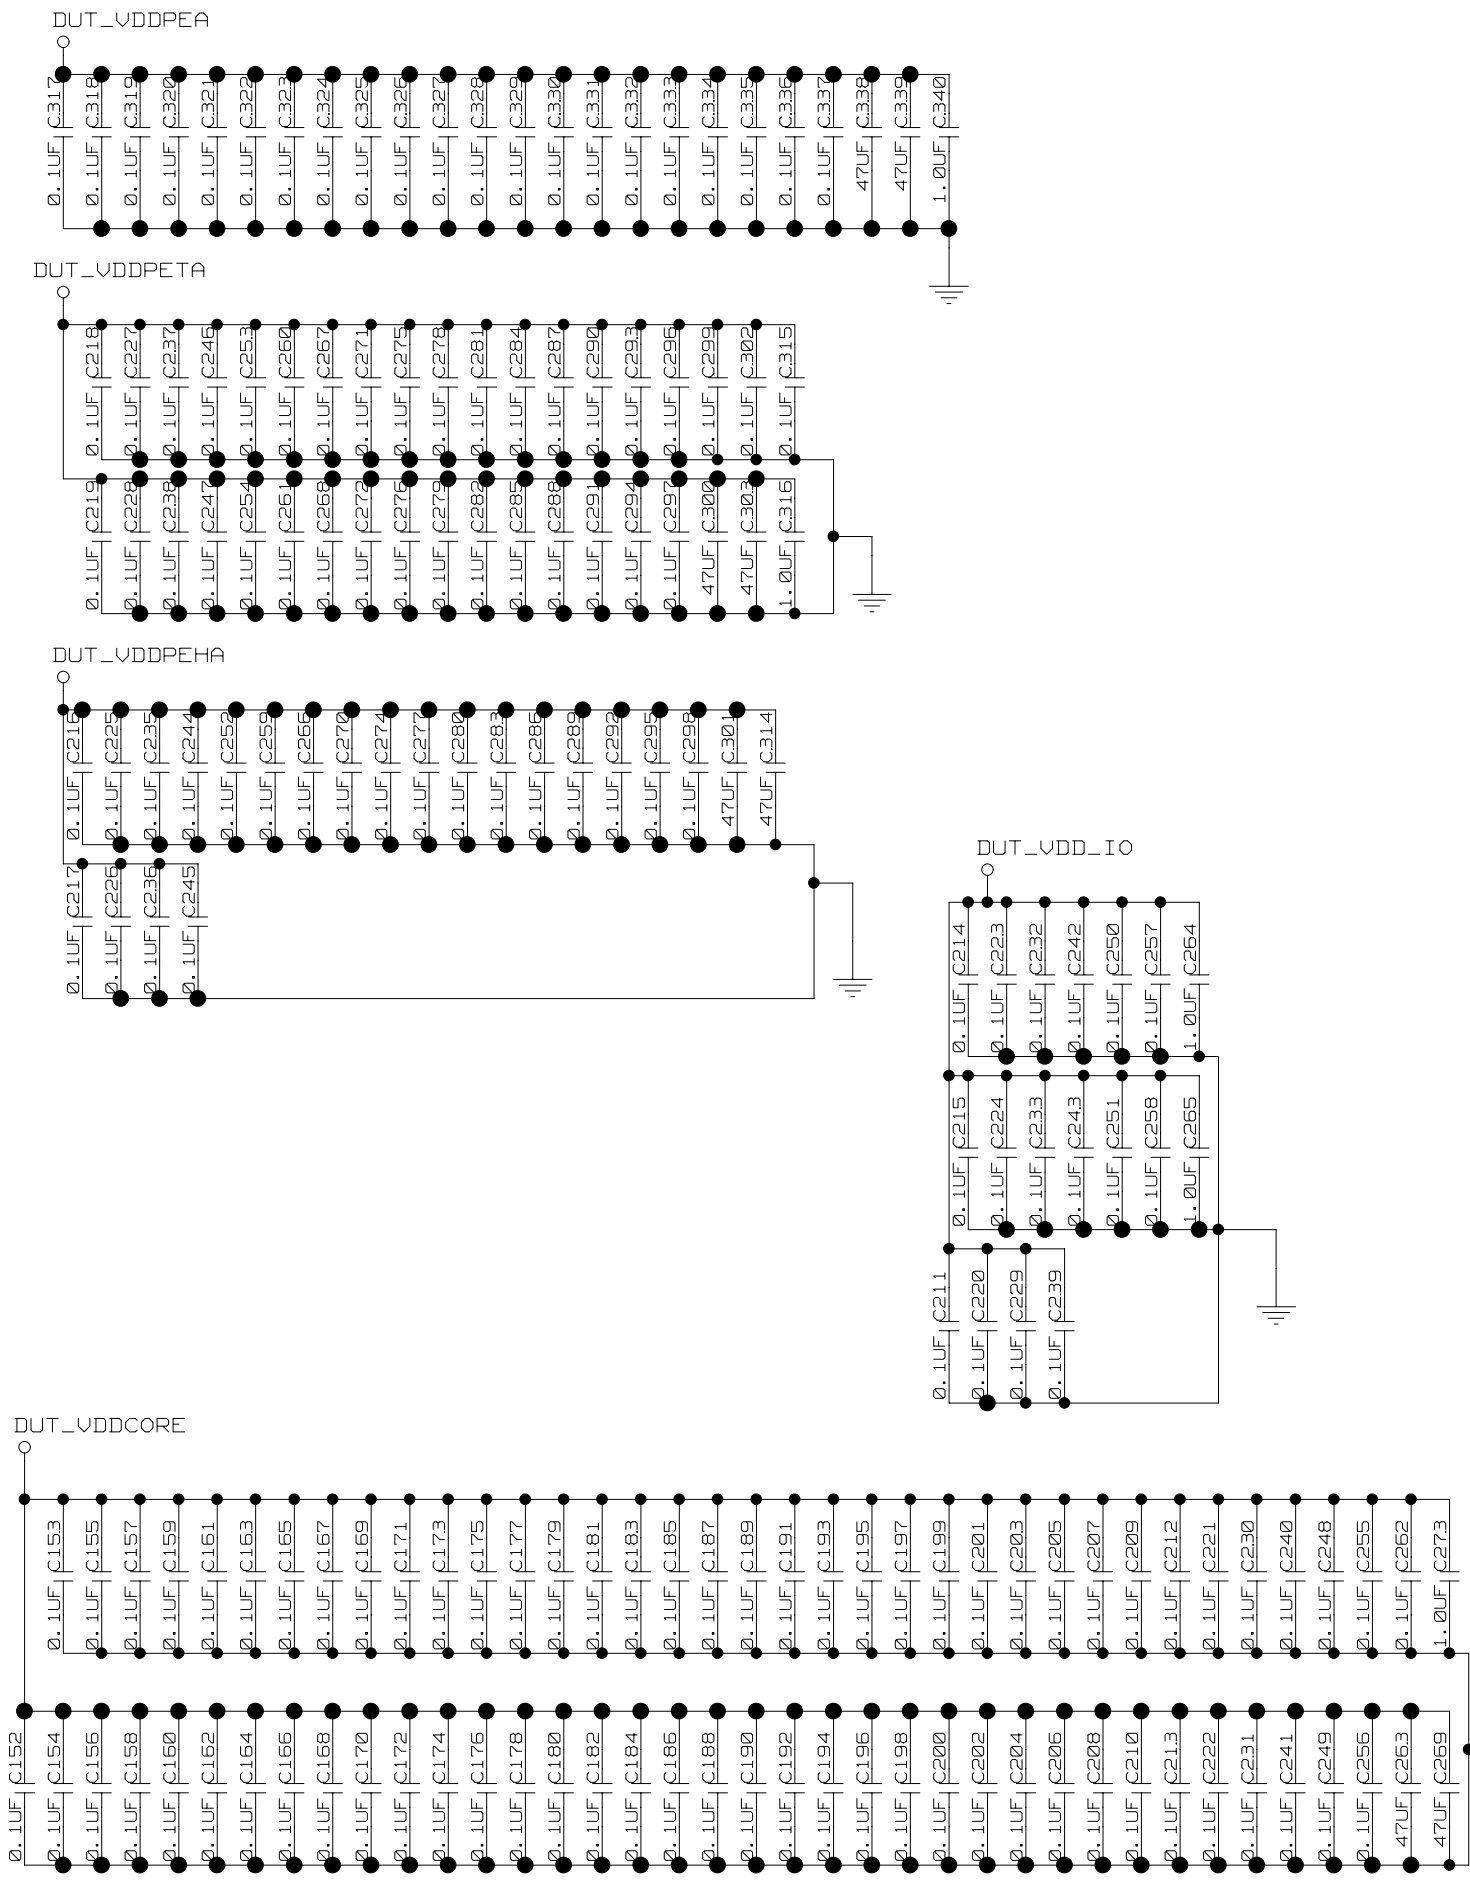 DUT_VDDPEA
0.1UF C317
0.1UF C318
0.1UF C319
0.1UF C320
0.1UF C321
0.1UF C322
0.1UF C323
0.1UF C324
0.1UF C325
0.1UF C326
0.1UF C327
0.1UF C328
0.1UF C329
0.1UF C330
0.1UF C331
0.1UF C332
0.1UF C333
0.1UF C334
0.1UF C335
0.1UF C336
0.1UF C337
47UF C338
47UF C339
1.0UF C340
DUT_VDDPETA
0.1UF C218
0.1UF C227
0.1UF C237
0.1UF C246
0.1UF C253
0.1UF C260
0.1UF C267
0.1UF C271
0.1UF C275
0.1UF C278
0.1UF C281
0.1UF C284
0.1UF C287
0.1UF C290
0.1UF C293
0.1UF C296
0.1UF C299
0.1UF C302
0.1UF C315
0.1UF C219
0.1UF C228
0.1UF C238
0.1UF C247
0.1UF C254
0.1UF C261
0.1UF C268
0.1UF C272
0.1UF C276
0.1UF C279
0.1UF C282
0.1UF C285
0.1UF C288
0.1UF C291
0.1UF C294
0.1UF C297
47UF C300
47UF C303
1.0UF C316
DUT_VDDPEHA
0.1UF C216
0.1UF C225
0.1UF C235
0.1UF C244
0.1UF C252
0.1UF C259
0.1UF C266
0.1UF C270
0.1UF C274
0.1UF C277
0.1UF C280
0.1UF C283
0.1UF C286
0.1UF C289
0.1UF C292
0.1UF C295
0.1UF C298
47UF C301
47UF C314
0.1UF C217
0.1UF C226
0.1UF C236
0.1UF C245
DUT_VDD_IO
0.1UF C214
0.1UF C223
0.1UF C232
0.1UF C242
0.1UF C250
0.1UF C257
1.0UF C264
0.1UF C215
0.1UF C224
0.1UF C233
0.1UF C243
0.1UF C251
0.1UF C258
1.0UF C265
0.1UF C211
0.1UF C220
0.1UF C229
0.1UF C239
DUT_VDDCORE
0.1UF C153
0.1UF C155
0.1UF C157
0.1UF C159
0.1UF C161
0.1UF C163
0.1UF C165
0.1UF C167
0.1UF C169
0.1UF C171
0.1UF C173
0.1UF C175
0.1UF C177
0.1UF C179
0.1UF C181
0.1UF C183
0.1UF C185
0.1UF C187
0.1UF C189
0.1UF C191
0.1UF C193
0.1UF C195
0.1UF C197
0.1UF C199
0.1UF C201
0.1UF C203
0.1UF C205
0.1UF C207
0.1UF C209
0.1UF C212
0.1UF C221
0.1UF C230
0.1UF C240
0.1UF C248
0.1UF C255
0.1UF C262
1.0UF C273
0.1UF C152
0.1UF C154
0.1UF C156
0.1UF C158
0.1UF C160
0.1UF C162
0.1UF C164
0.1UF C166
0.1UF C168
0.1UF C170
0.1UF C172
0.1UF C174
0.1UF C176
0.1UF C178
0.1UF C180
0.1UF C182
0.1UF C184
0.1UF C186
0.1UF C188
0.1UF C190
0.1UF C192
0.1UF C194
0.1UF C196
0.1UF C198
0.1UF C200
0.1UF C202
0.1UF C204
0.1UF C206
0.1UF C208
0.1UF C210
0.1UF C213
0.1UF C222
0.1UF C231
0.1UF C241
0.1UF C249
0.1UF C256
47UF C263
47UF C269